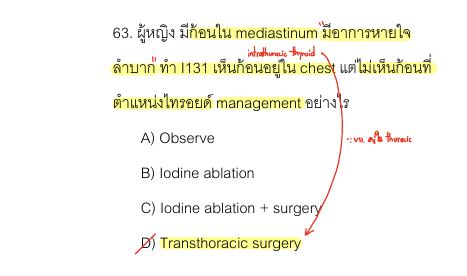 63. ผู้หญิง มีก้อนใน mediastinum "มีอาการหายใจ
intrathoracic thyroid
ลำบาก" ทำ I131 เห็นก้อนอยู่ใน chest แต่ไม่เห็นก้อนที่
ตำแหน่งไทรอยด์ management อย่างไร
A) Observe
thoracic
B) Iodine ablation
C) Iodine ablation + surgery
D) Transthoracic surgery